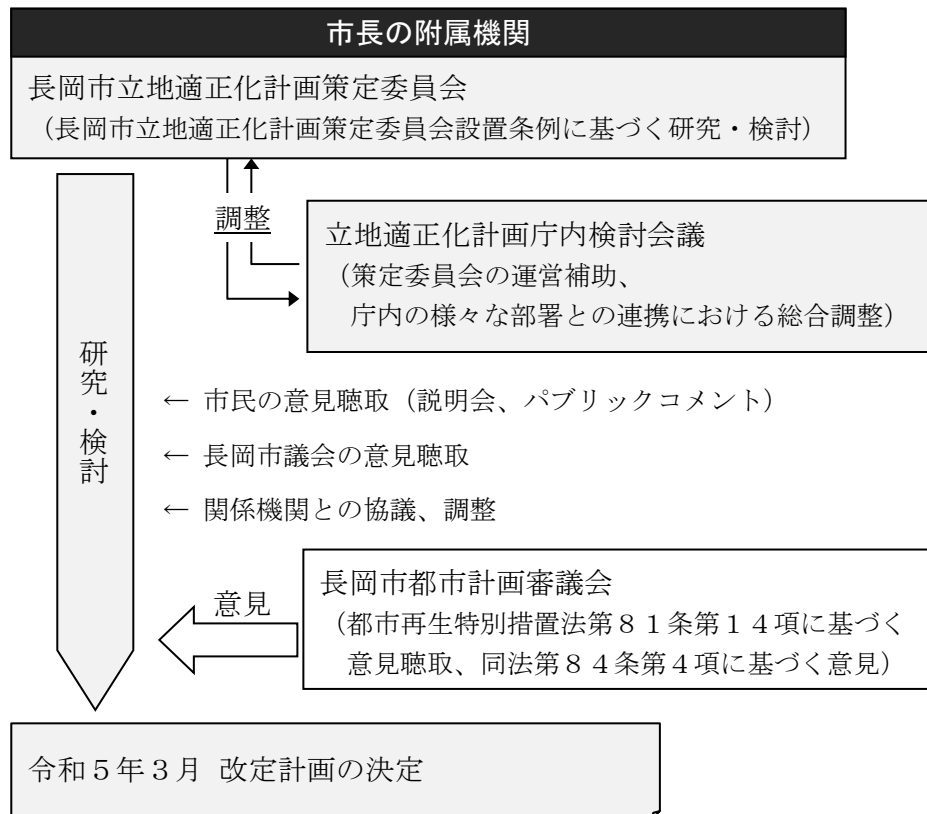 市長の附属機関
長岡市立地適正化計画策定委員会
（長岡市立地適正化計画策定委員会設置条例に基づく研究・検討）
調整
立地適正化計画庁内検討会議
（策定委員会の運営補助、
庁内の様々な部署との連携における総合調整）
研究・検討
← 市民の意見聴取（説明会、パブリックコメント）
← 長岡市議会の意見聴取
← 関係機関との協議、調整
意見
長岡市都市計画審議会
（都市再生特別措置法第８１条第１４項に基づく
意見聴取、同法第８４条第４項に基づく意見）
令和５年３月 改定計画の決定